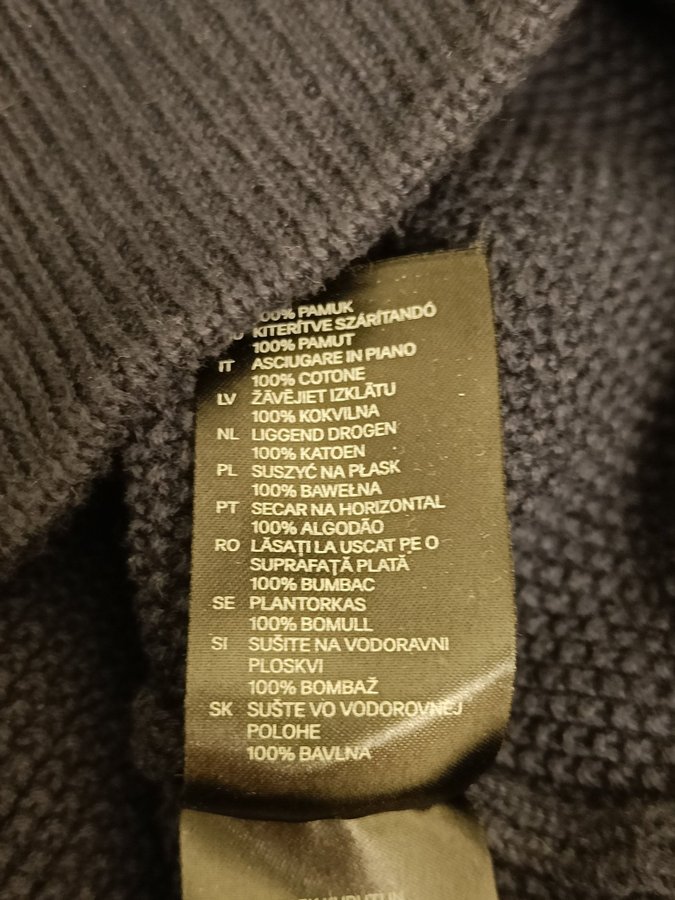 100% PAMUK
KITERÍTVE SZÁRÍTANDÓ
100% PAMUT
IT ASCIUGARE IN PIANO
100% COTONE
LV ŽĀVĒJIET IZKLĀTU
100% KOKVILNA
NL LIGGEND DROGEN
100% KATOEN
PL SUSZYĆ NA PŁASK
100% BAWEŁNA
PT SECAR NA HORIZONTAL
100% ALGODÃO
RO LĂSAȚI LA USCAT PE O
SUPRAFAȚĂ PLATĂ
100% BUMBAC
SE PLANTORKAS
100% BOMULL
SI SUŠITE NA VODORAVNI
PLOSKVI
100% BOMBAŽ
SK SUŠTE VO VODOROVNEJ
POLOHE
100% BAVLNA